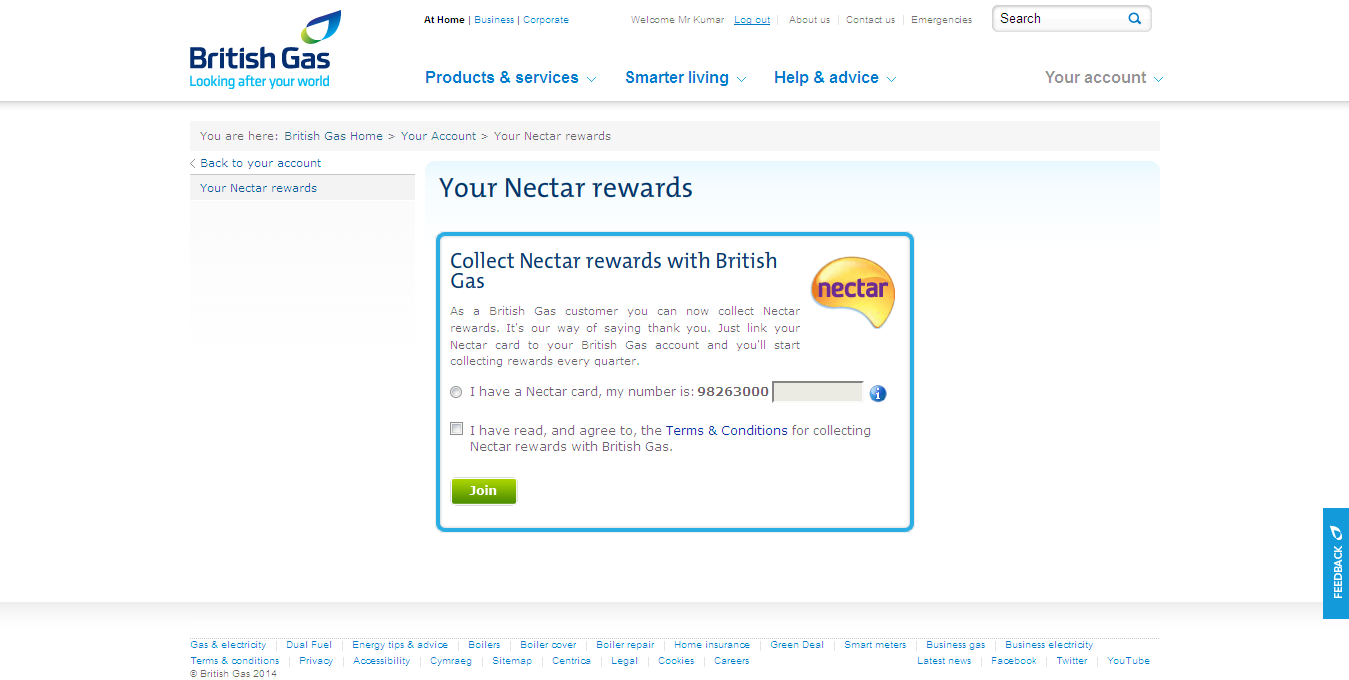 At Home | Business | Corporate
Welcome Mr Kumar Log out About us Contact us Emergencies
Search
British Gas
Looking after your world
Products & services Smarter living Help & advice Your account
You are here: British Gas Home > Your Account > Your Nectar rewards
Back to your account
Your Nectar rewards
Your Nectar rewards
Collect Nectar rewards with British
Gas
nectar
As a British Gas customer you can now collect Nectar
rewards. It's our way of saying thank you. Just link your
Nectar card to your British Gas account and you'll start
collecting rewards every quarter.
I have a Nectar card, my number is: 98263000
i
I have read, and agree to, the Terms & Conditions for collecting
Nectar rewards with British Gas.
Join
FEEDBACK
Gas & electricity Dual Fuel Energy tips & advice Boilers Boiler cover Boiler repair Home insurance Green Deal Smart meters Business gas Business electricity
Terms & conditions Privacy Accessibility Cymraeg Sitemap Centrica Legal Cookies Careers Latest news Facebook Twitter YouTube
© British Gas 2014